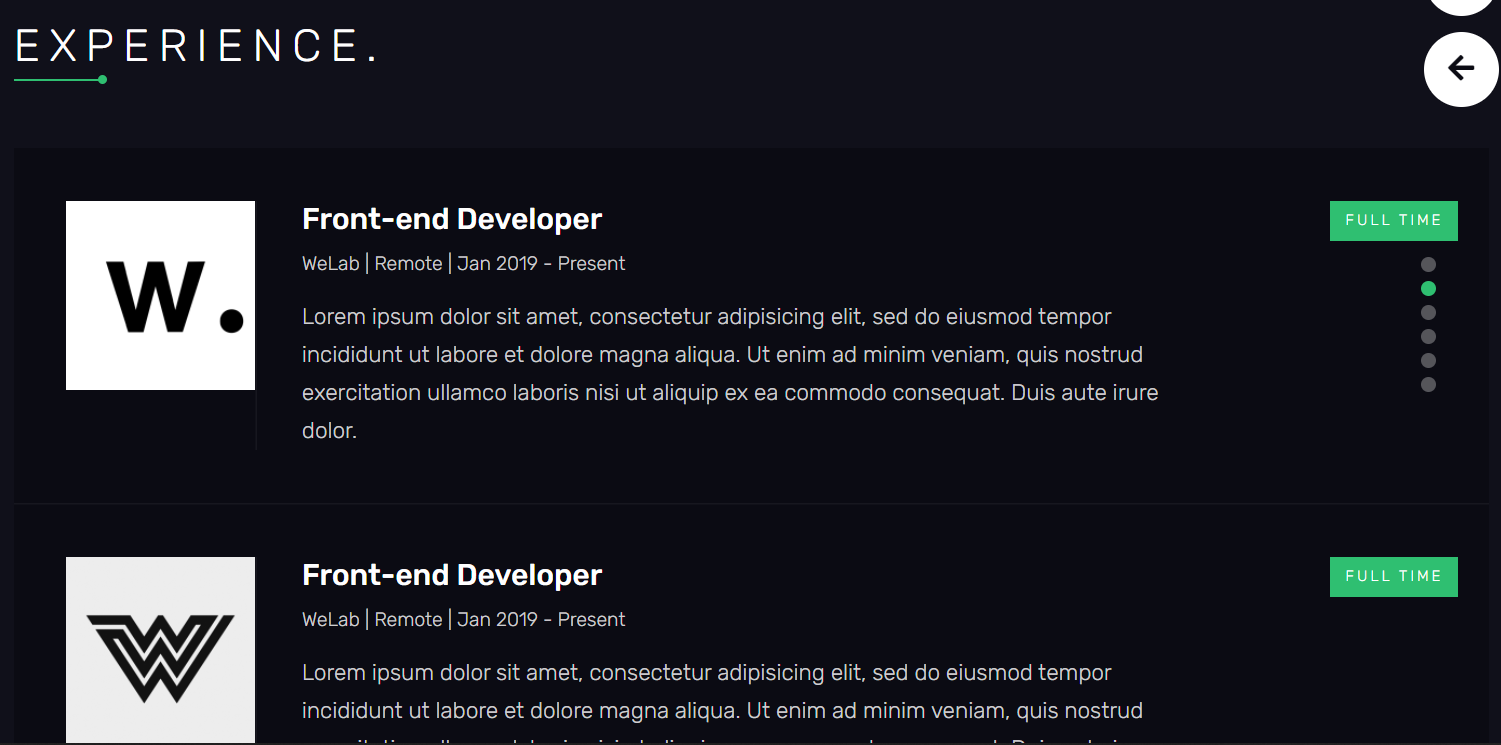 EXPERIENCE.
W.
Front-end Developer
FULL TIME
WeLab | Remote | Jan 2019 - Present
Lorem ipsum dolor sit amet, consectetur adipisicing elit, sed do eiusmod tempor
incididunt ut labore et dolore magna aliqua. Ut enim ad minim veniam, quis nostrud
exercitation ullamco laboris nisi ut aliquip ex ea commodo consequat. Duis aute irure
dolor.
W
Front-end Developer
FULL TIME
WeLab | Remote | Jan 2019 - Present
Lorem ipsum dolor sit amet, consectetur adipisicing elit, sed do eiusmod tempor
incididunt ut labore et dolore magna aliqua. Ut enim ad minim veniam, quis nostrud